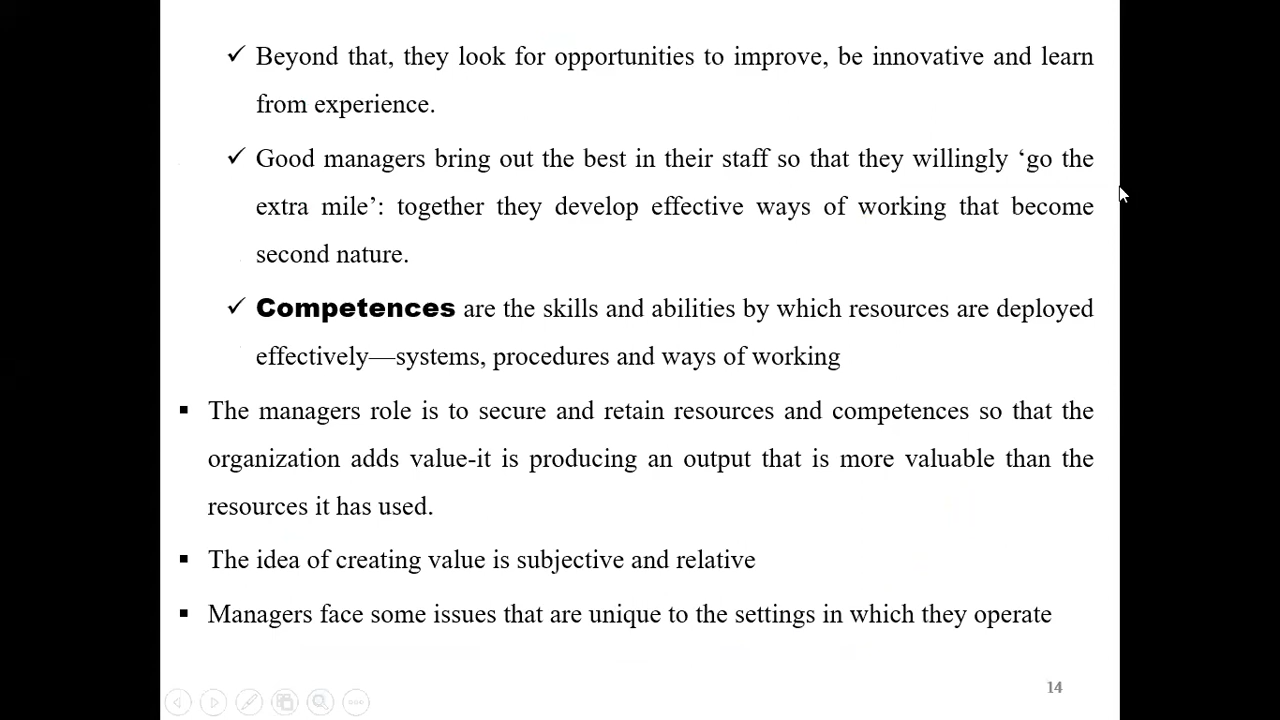 ✓ Beyond that, they look for opportunities to improve, be innovative and learn
from experience.
✓ Good managers bring out the best in their staff so that they willingly ‘go the
extra mile’: together they develop effective ways of working that become
second nature.
✓ Competences are the skills and abilities by which resources are deployed
effectively—systems, procedures and ways of working
▪ The managers role is to secure and retain resources and competences so that the
organization adds value-it is producing an output that is more valuable than the
resources it has used.
▪ The idea of creating value is subjective and relative
▪ Managers face some issues that are unique to the settings in which they operate
14